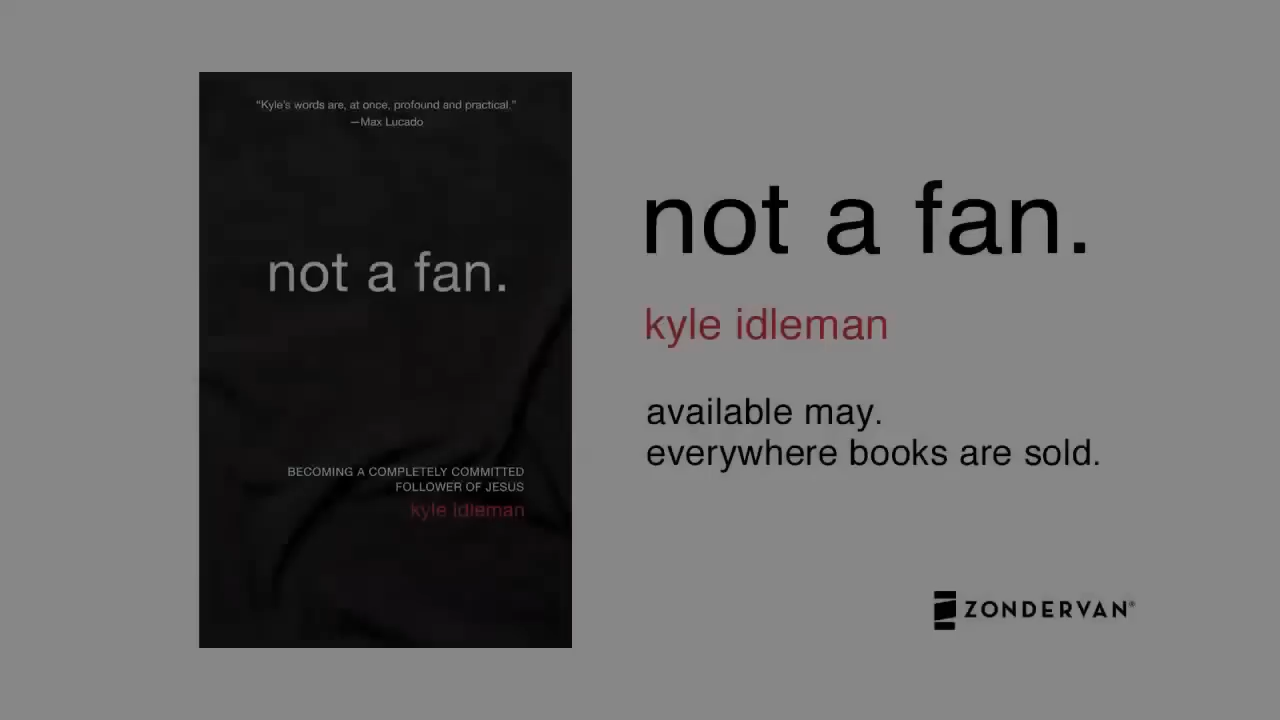 “Kyle’s words are, at once, profound and practical.”
—Max Lucado
not a fan.
BECOMING A COMPLETELY COMMITTED
FOLLOWER OF JESUS
kyle idleman
not a fan.
kyle idleman
available may.
everywhere books are sold.
ZONDERVAN®